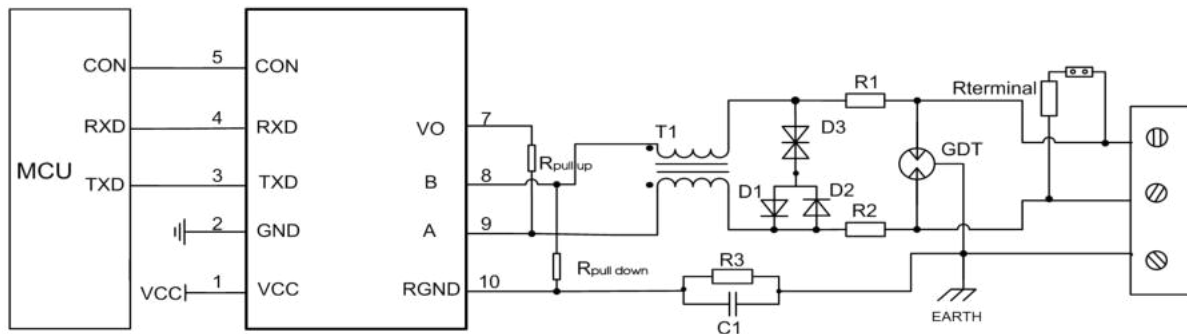 MCU
CON
RXD
TXD
5
4
3
2
1
VCC
CON
RXD
TXD
GND
VCC
VO
B
A
RGND
7
8
9
10
Rpull up
Rpull down
T1
D3
D1
D2
R1
R2
GDT
Rterminal
R3
C1
EARTH